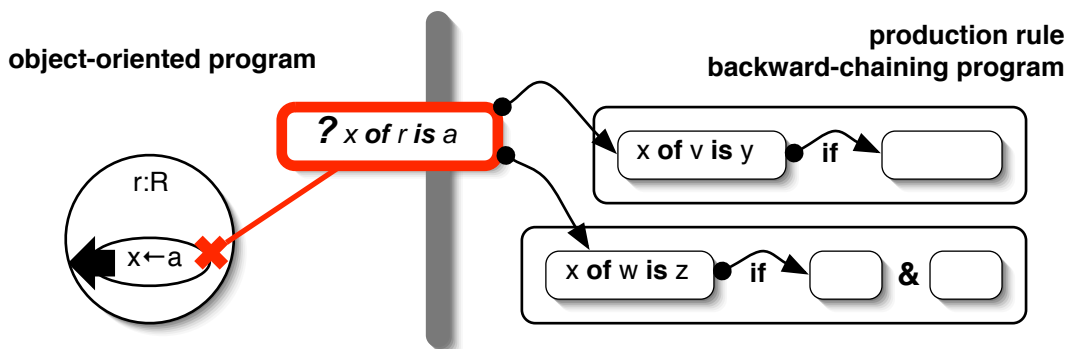 object-oriented program
production rule
backward-chaining program
? x of r is a
x of v is y
if
r:R
x←a
x of w is z
if
&